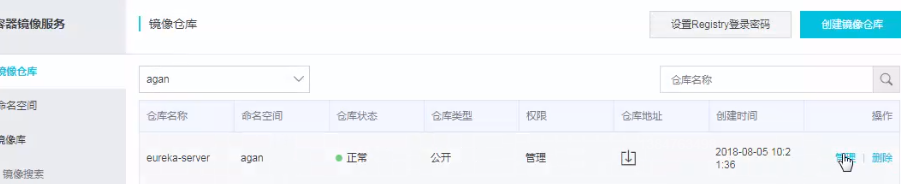 容器镜像服务
镜像仓库
设置Registry登录密码
创建镜像仓库
镜像仓库
agan
仓库名称
命名空间
仓库名称 命名空间 仓库状态 仓库类型 权限 仓库地址 创建时间 操作
镜像库
eureka-server agan 正常 公开 管理 2018-08-05 10:2 管理 删除
1:36
镜像搜索